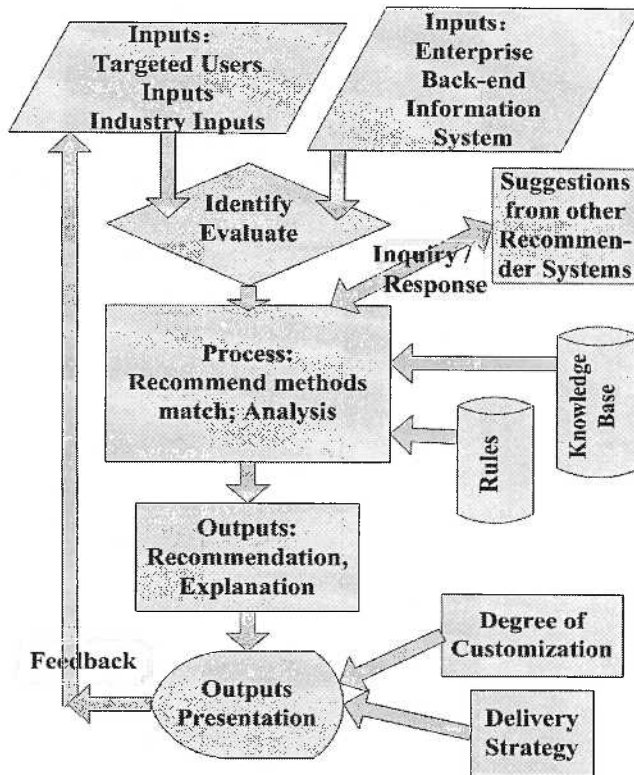 Inputs:
Targeted Users
Inputs
Industry Inputs
Inputs:
Enterprise
Back-end
Information
System
Identify
Evaluate
Suggestions
from other
Recommen-
der Systems
Inquiry /
Response
Process:
Recommend methods
match; Analysis
Knowledge
Base
Rules
Outputs:
Recommendation,
Explanation
Degree of
Customization
Feedback
Outputs
Presentation
Delivery
Strategy